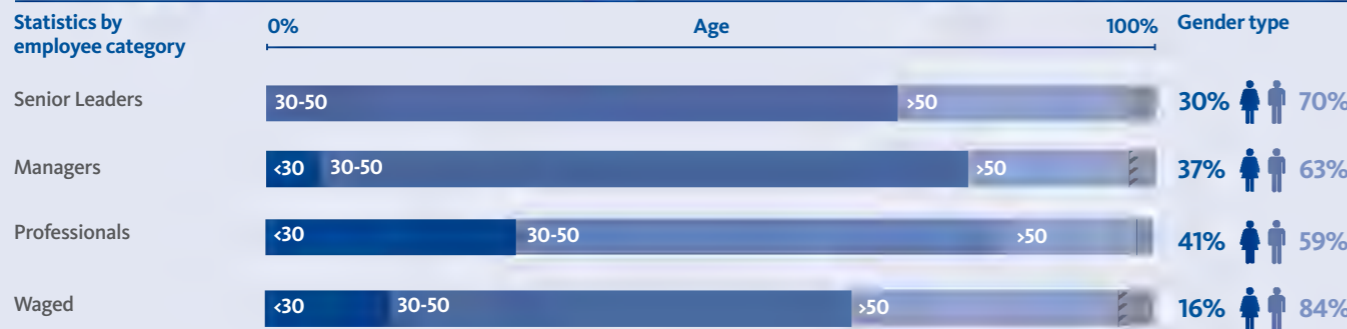 Statistics by
employee category
0% Age 100% Gender type
Senior Leaders 30-50 >50 30% 70%
Managers <30 30-50 >50 37% 63%
Professionals <30 30-50 >50 41% 59%
Waged <30 30-50 >50 16% 84%